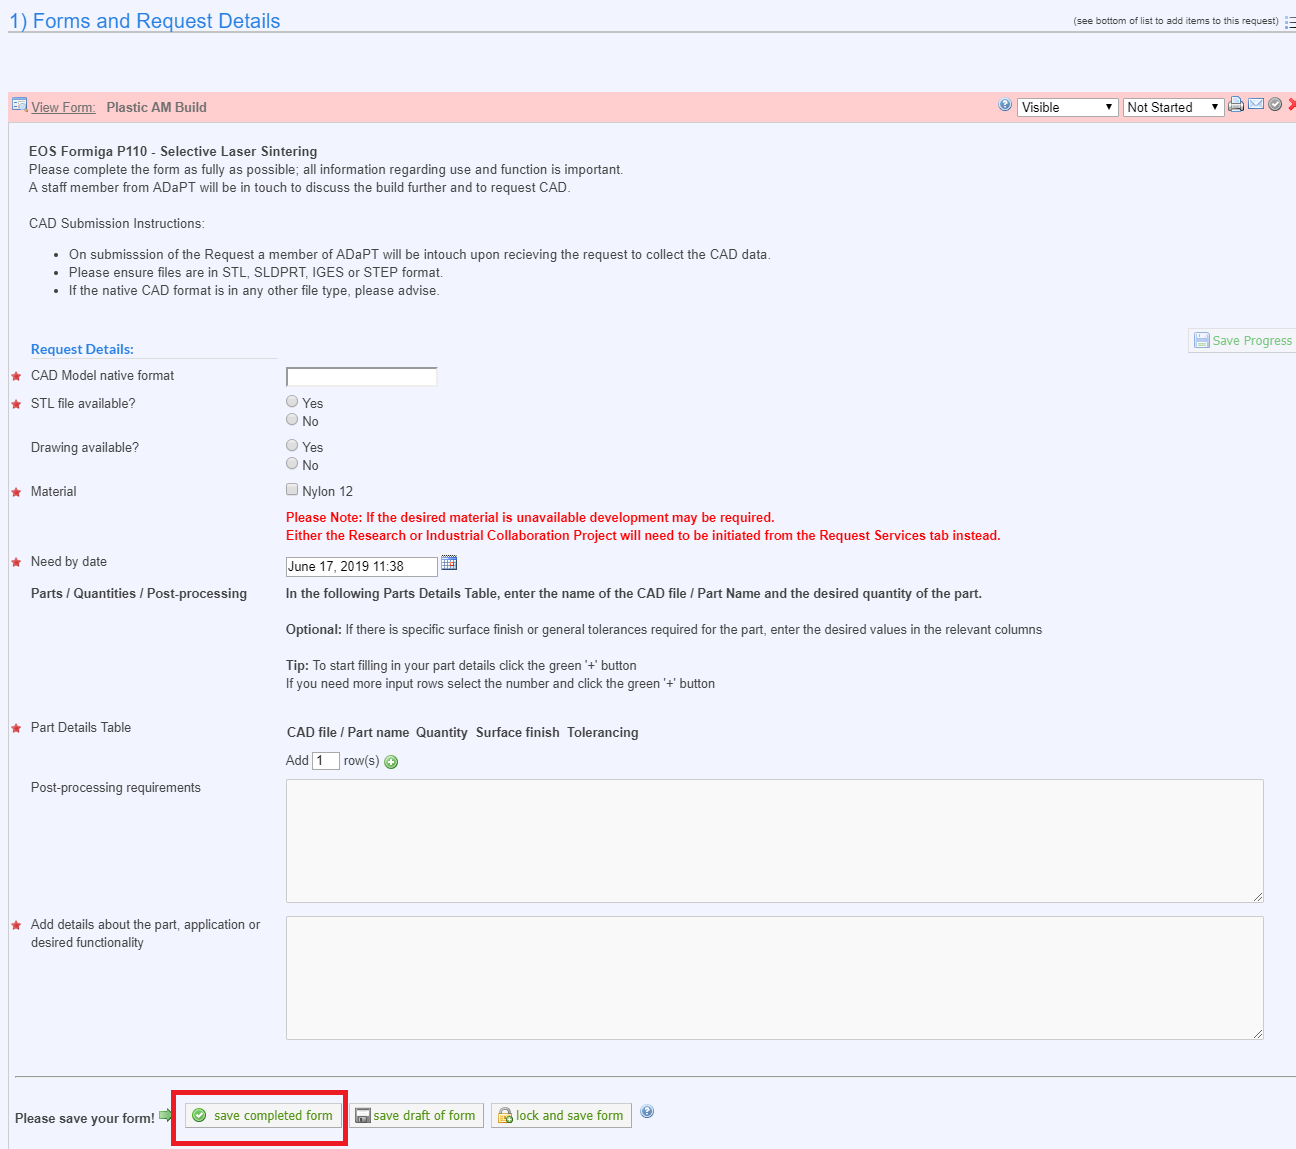 1) Forms and Request Details
(see bottom of list to add items to this request)
View Form: Plastic AM Build
Visible
Not Started
EOS Formiga P110 - Selective Laser Sintering
Please complete the form as fully as possible; all information regarding use and function is important.
A staff member from ADaPT will be in touch to discuss the build further and to request CAD.
CAD Submission Instructions:
• On submisssion of the Request a member of ADaPT will be intouch upon recieving the request to collect the CAD data.
• Please ensure files are in STL, SLDPRT, IGES or STEP format.
• If the native CAD format is in any other file type, please advise.
Save Progress
Request Details:
CAD Model native format
STL file available?
Yes
No
Drawing available?
Yes
No
Material
Nylon 12
Please Note: If the desired material is unavailable development may be required.
Either the Research or Industrial Collaboration Project will need to be initiated from the Request Services tab instead.
Need by date
June 17, 2019 11:38
Parts / Quantities / Post-processing
In the following Parts Details Table, enter the name of the CAD file / Part Name and the desired quantity of the part.
Optional: If there is specific surface finish or general tolerances required for the part, enter the desired values in the relevant columns
Tip: To start filling in your part details click the green '+' button
If you need more input rows select the number and click the green '+' button
Part Details Table
CAD file / Part name Quantity Surface finish Tolerancing
Add 1 row(s)
Post-processing requirements
Add details about the part, application or
desired functionality
Please save your form!
save completed form
save draft of form
lock and save form